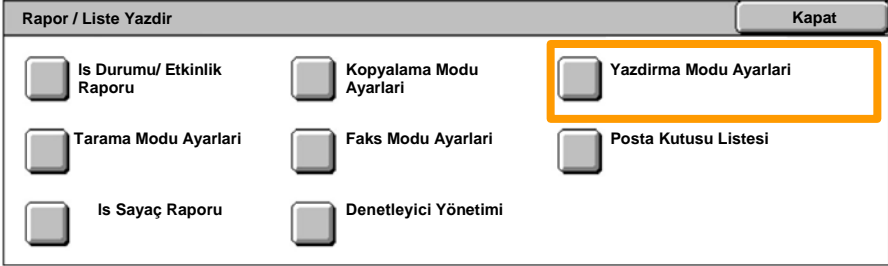 Rapor / Liste Yazdir
Kapat
Is Durumu/ Etkinlik
Raporu
Kopyalama Modu
Ayarlari
Yazdirma Modu Ayarlari
Tarama Modu Ayarlari
Faks Modu Ayarlari
Posta Kutusu Listesi
Is Sayaç Raporu
Denetleyici Yönetimi